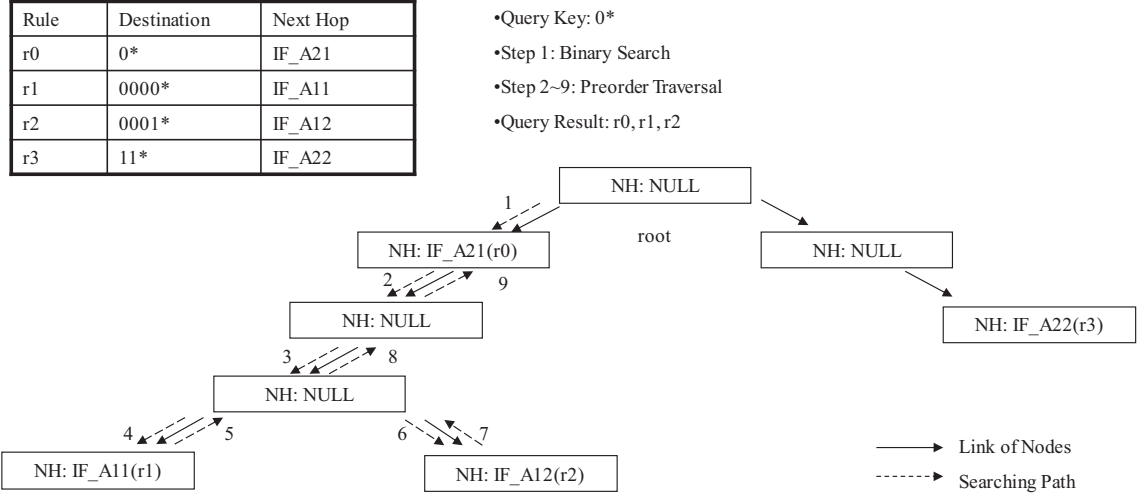 Rule Destination Next Hop
r0 0* IF_A21
r1 0000* IF_A11
r2 0001* IF_A12
r3 11* IF_A22
•Query Key: 0*
•Step 1: Binary Search
•Step 2~9: Preorder Traversal
•Query Result: r0, r1, r2
NH: NULL
1
root
NH: IF_A21(r0)
NH: NULL
2
9
NH: NULL
NH: IF_A22(r3)
3
8
NH: NULL
4
5
6
7
NH: IF_A11(r1)
NH: IF_A12(r2)
Link of Nodes
Searching Path